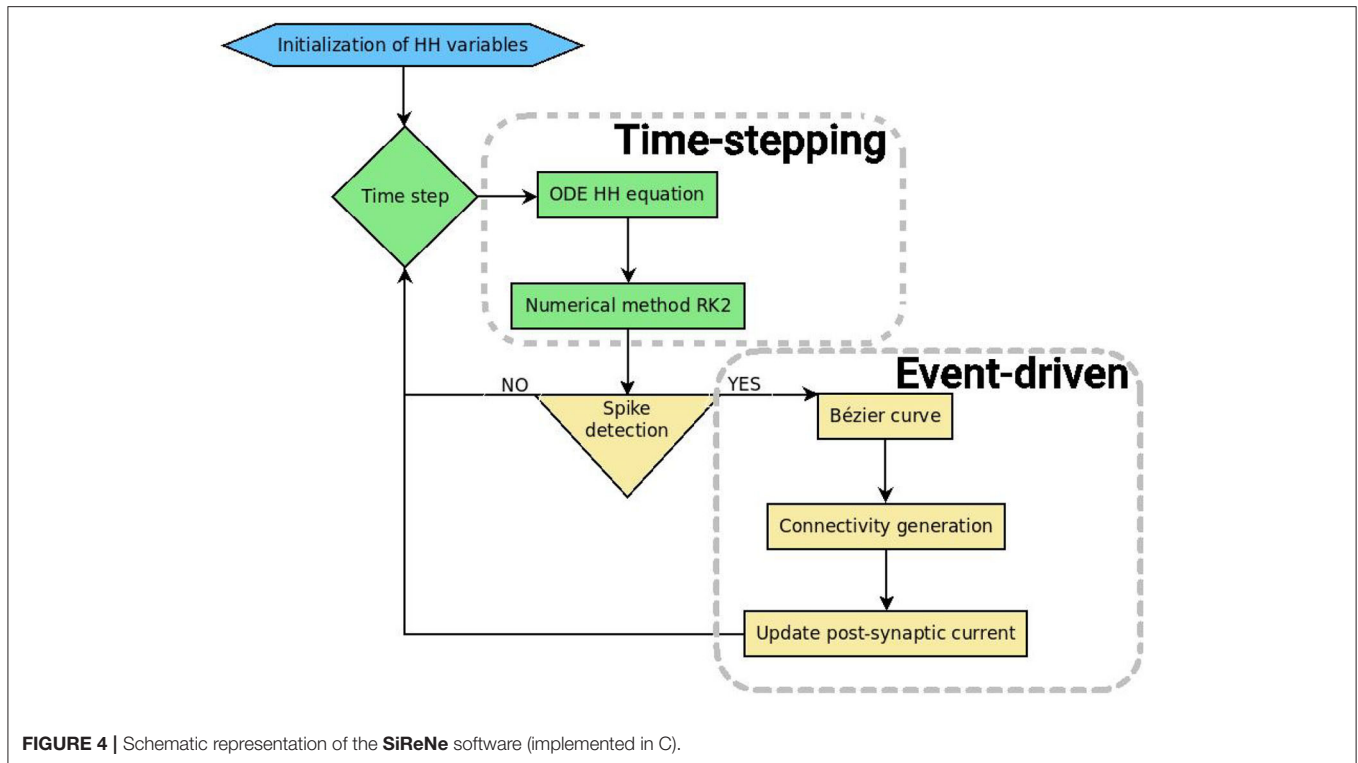 Initialization of HH variables
Time-stepping
Time step
ODE HH equation
Numerical method RK2
Event-driven
NO
YES
Spike
detection
Bézier curve
Connectivity generation
Update post-synaptic current
FIGURE 4 | Schematic representation of the SiReNe software (implemented in C).